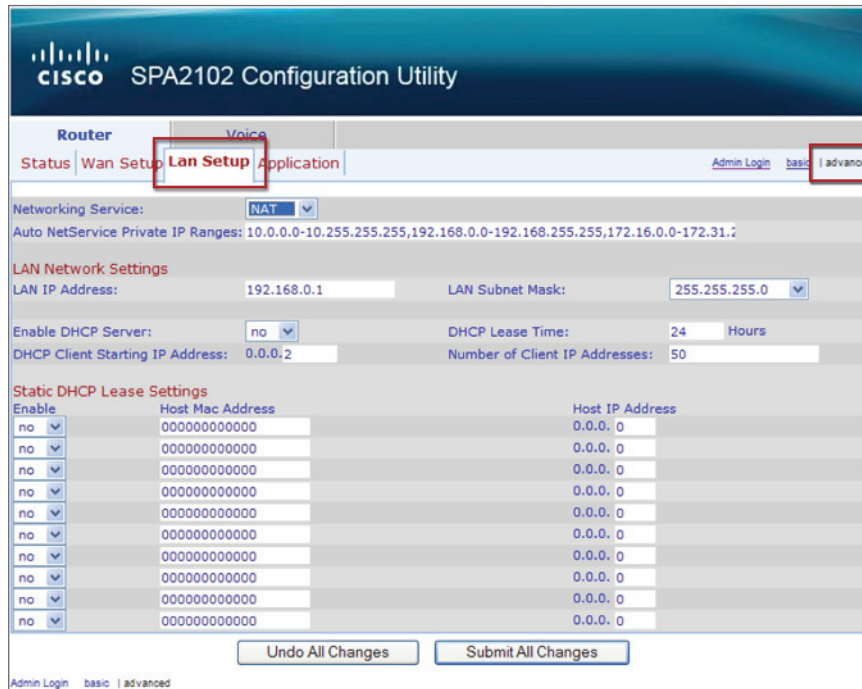 CISCO SPA2102 Configuration Utility
Router Voice
Status Wan Setup Lan Setup Application Admin Login basic | advanced
Networking Service: NAT
Auto NetService Private IP Ranges: 10.0.0.0-10.255.255.255,192.168.0.0-192.168.255.255,172.16.0.0-172.31.2
LAN Network Settings
LAN IP Address: 192.168.0.1 LAN Subnet Mask: 255.255.255.0
Enable DHCP Server: no DHCP Lease Time: 24 Hours
DHCP Client Starting IP Address: 0.0.0.2 Number of Client IP Addresses: 50
Static DHCP Lease Settings
Enable Host Mac Address Host IP Address
no 000000000000 0.0.0. 0
no 000000000000 0.0.0. 0
no 000000000000 0.0.0. 0
no 000000000000 0.0.0. 0
no 000000000000 0.0.0. 0
no 000000000000 0.0.0. 0
no 000000000000 0.0.0. 0
no 000000000000 0.0.0. 0
no 000000000000 0.0.0. 0
no 000000000000 0.0.0. 0
Undo All Changes Submit All Changes
Admin Login basic | advanced